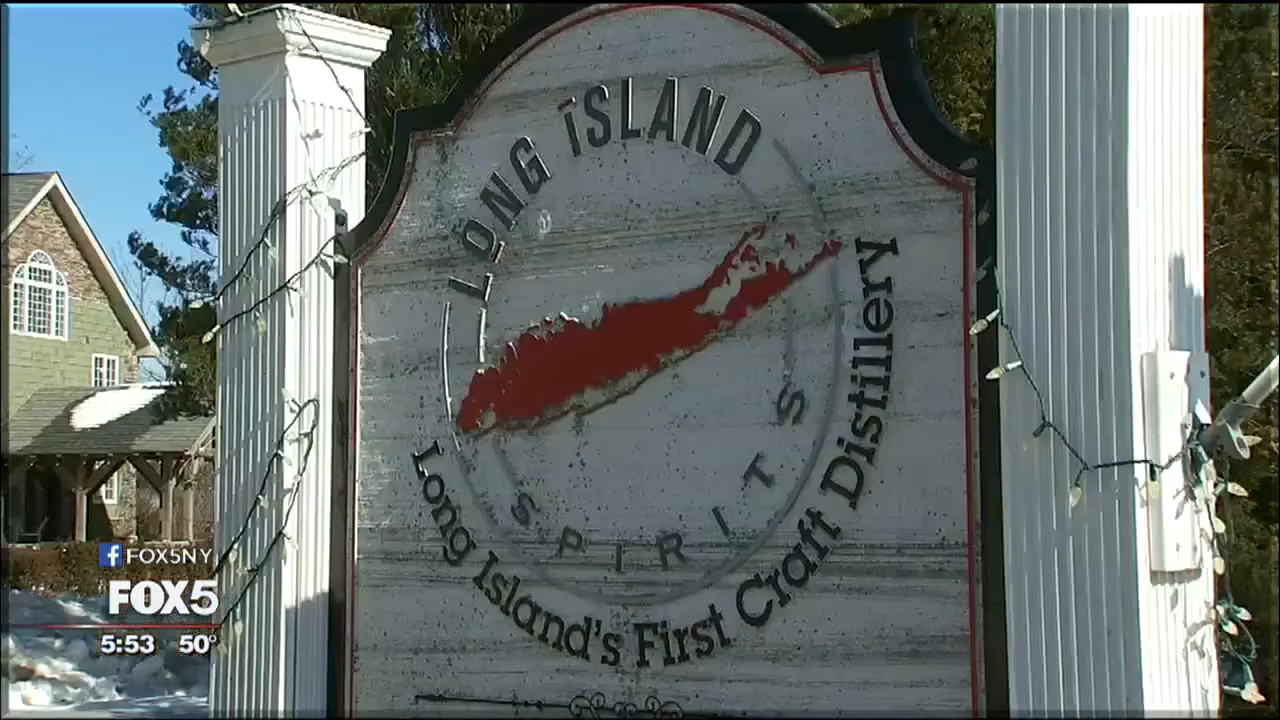 LONG ISLAND
SPIRITS
Long Island's First Craft Distillery
f FOX5NY
FOX5
5:53 50°